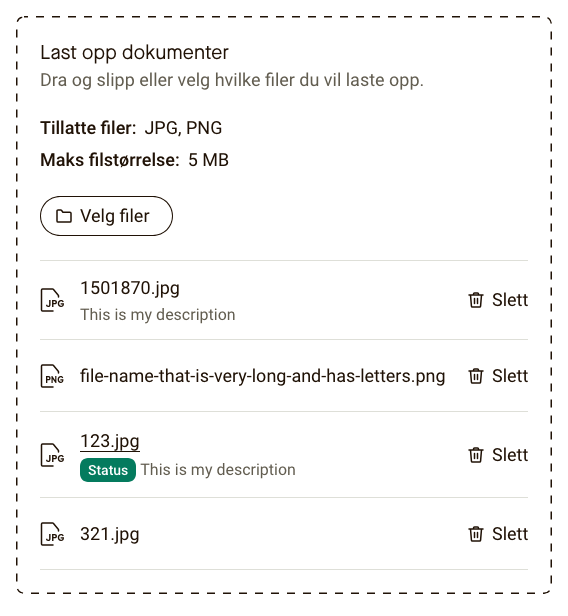 Last opp dokumenter
Dra og slipp eller velg hvilke filer du vil laste opp.
Tillatte filer: JPG, PNG
Maks filstørrelse: 5 MB
Velg filer
JPG 1501870.jpg Slett
This is my description
PNG file-name-that-is-very-long-and-has-letters.png Slett
JPG 123.jpg Slett
Status This is my description
JPG 321.jpg Slett